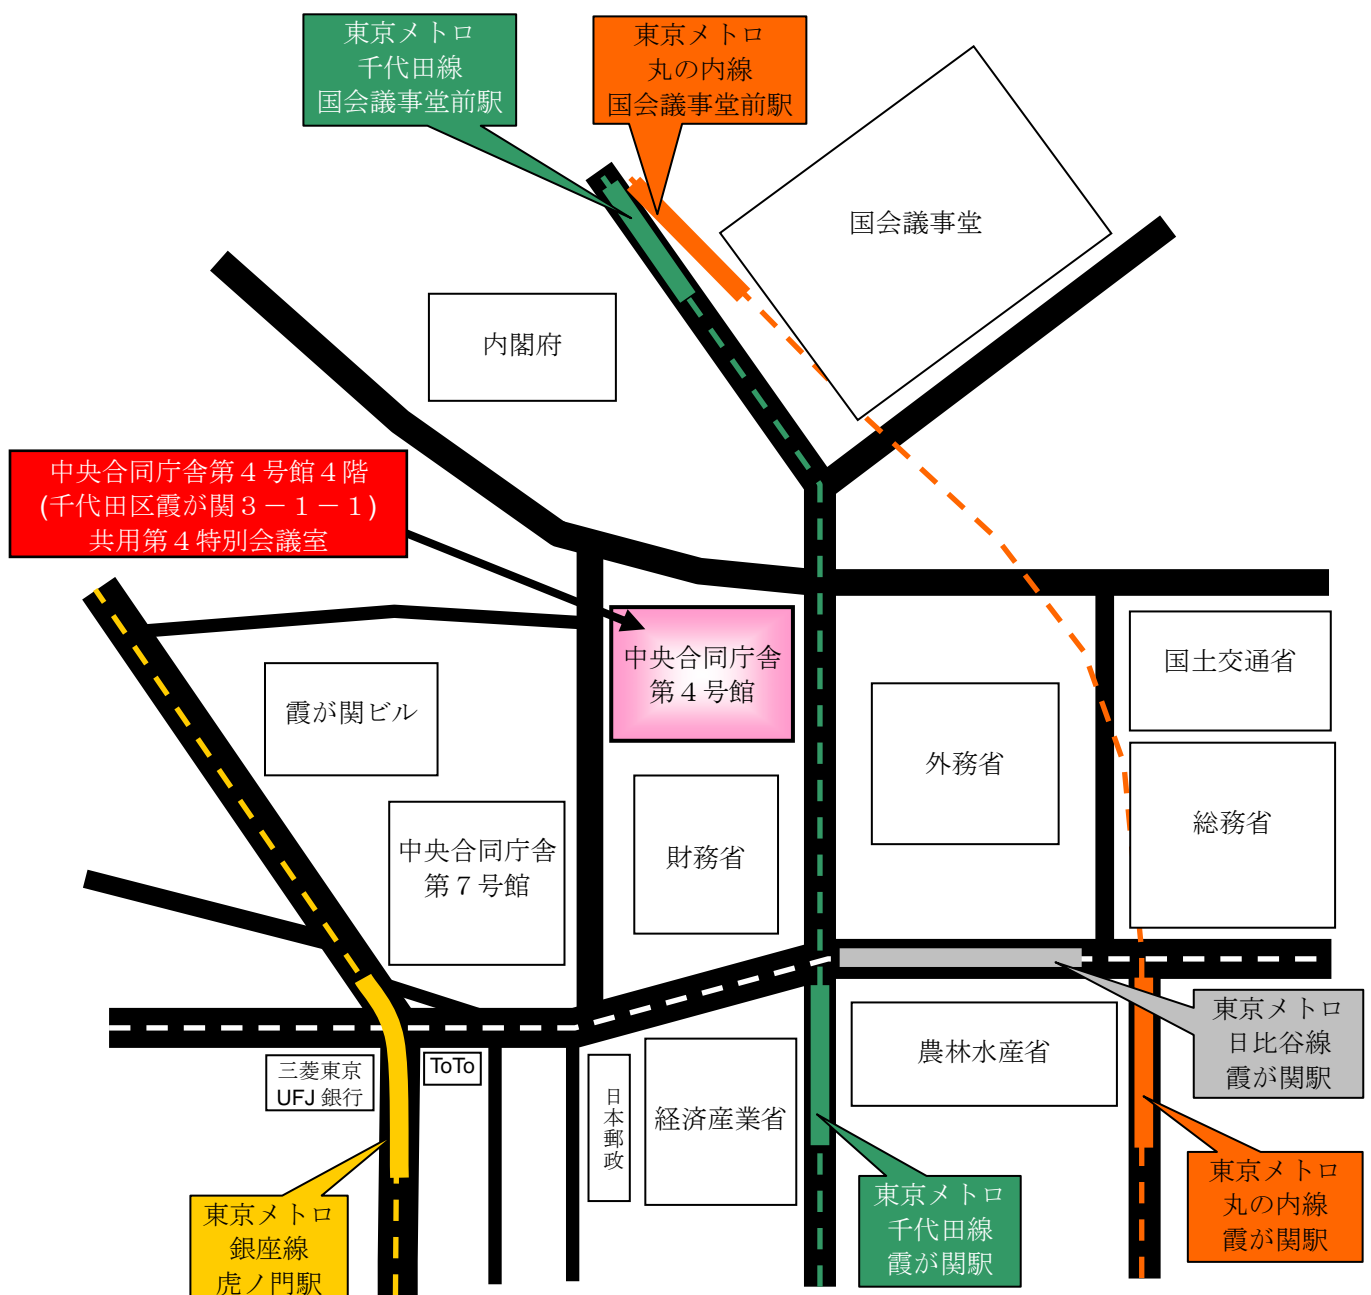 東京メトロ
千代田線
国会議事堂前駅
東京メトロ
丸の内線
国会議事堂前駅
国会議事堂
内閣府
中央合同庁舎第４号館４階
(千代田区霞が関３－１－１)
共用第４特別会議室
中央合同庁舎
第４号館
国土交通省
霞が関ビル
外務省
総務省
中央合同庁舎
第７号館
財務省
東京メトロ
日比谷線
霞が関駅
農林水産省
三菱東京
UFJ 銀行
ToTo
日本郵政
経済産業省
東京メトロ
銀座線
虎ノ門駅
東京メトロ
千代田線
霞が関駅
東京メトロ
丸の内線
霞が関駅